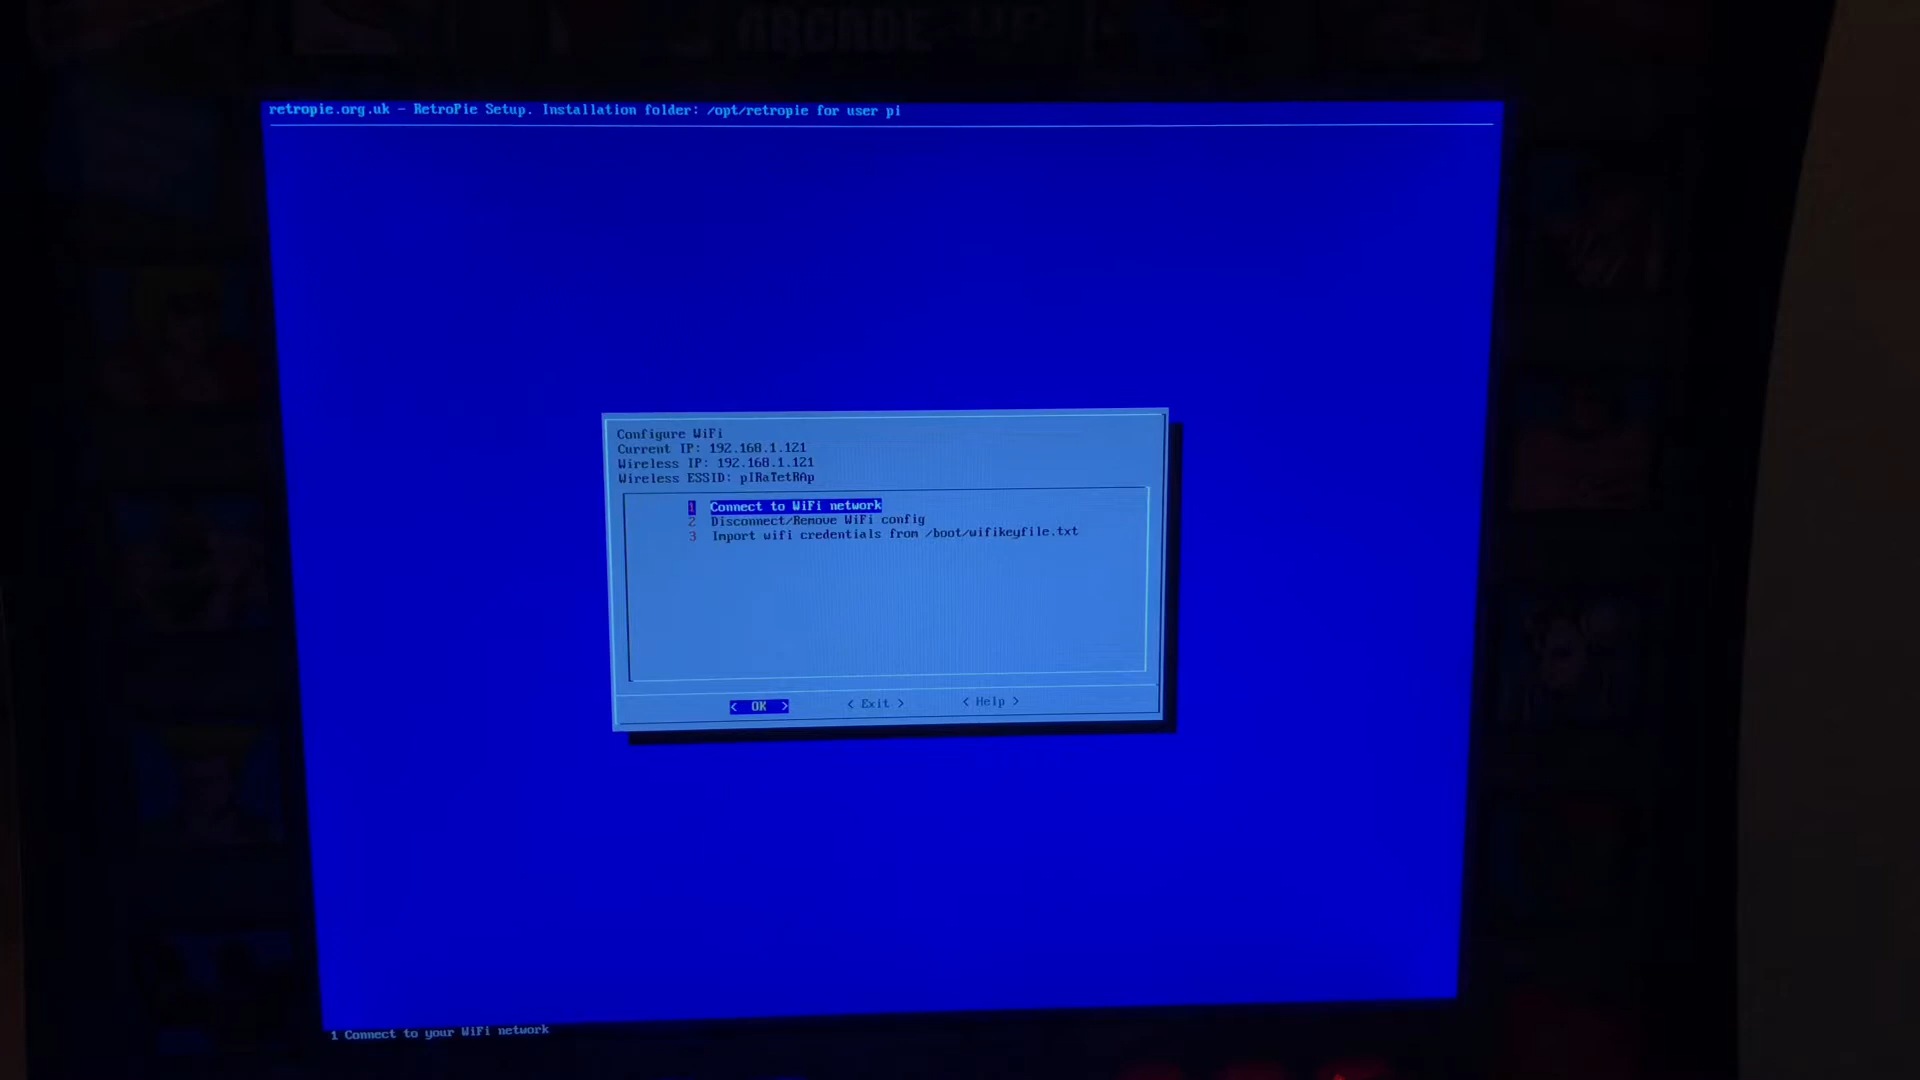 ARCADE UP
retropie.org.uk - RetroPie Setup. Installation folder: /opt/retropie for user pi
Configure WiFi
Current IP: 192.168.1.121
Wireless IP: 192.168.1.121
Wireless ESSID: pIRaTetRAp
1 Connect to WiFi network
2 Disconnect/Remove WiFi config
3 Import wifi credentials from /boot/wifikeyfile.txt
< OK > < Exit > < Help >
1 Connect to your WiFi network